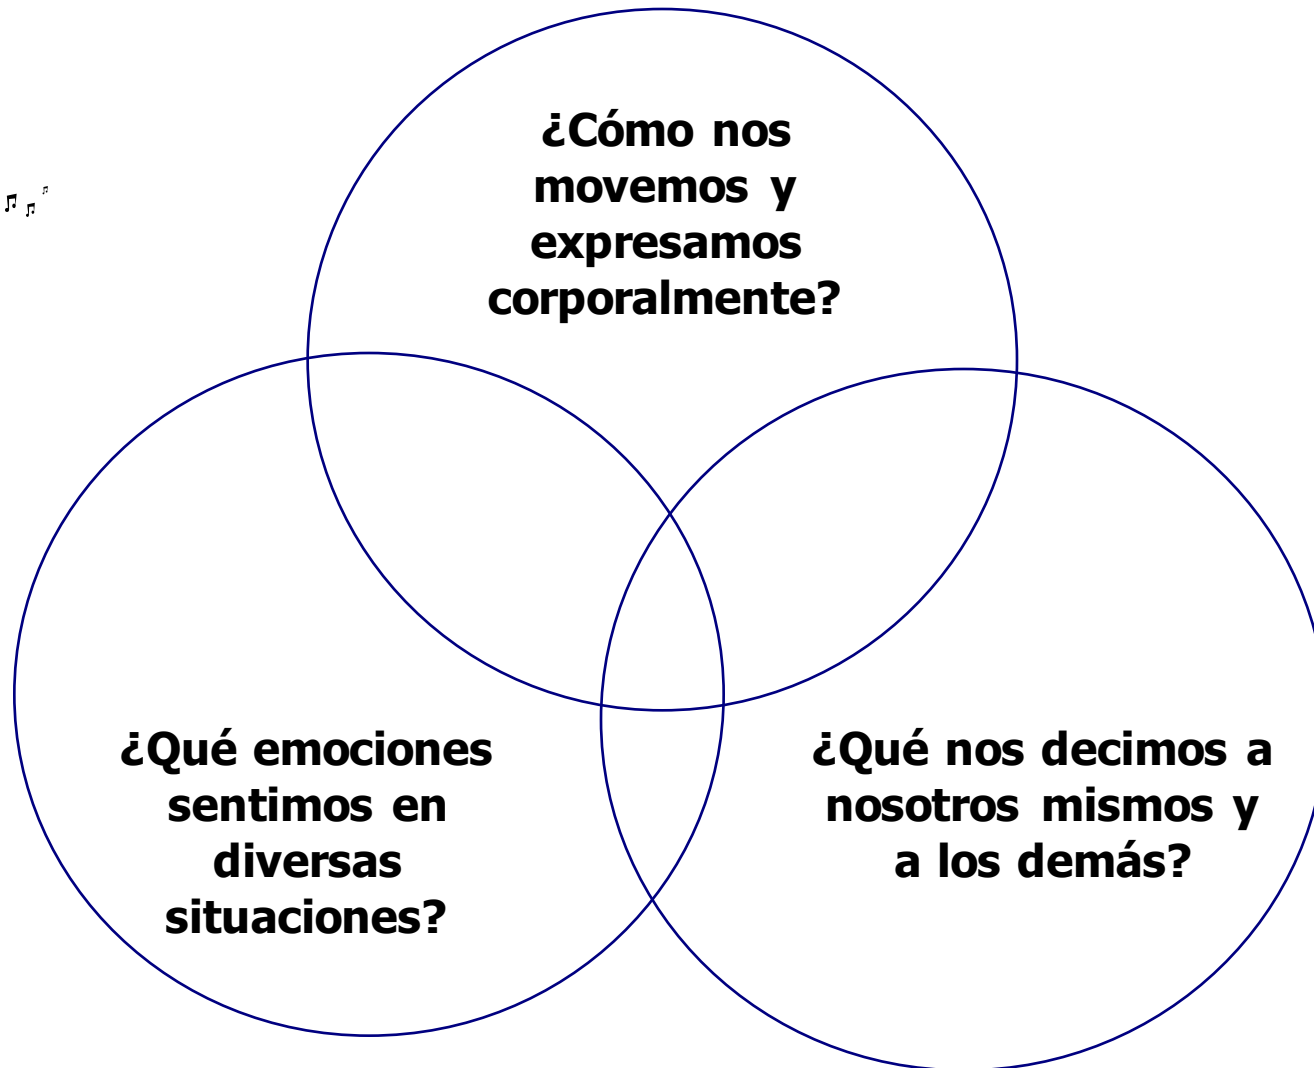 ¿Cómo nos
movemos y
expresamos
corporalmente?
¿Qué emociones
sentimos en
diversas
situaciones?
¿Qué nos decimos a
nosotros mismos y
a los demás?